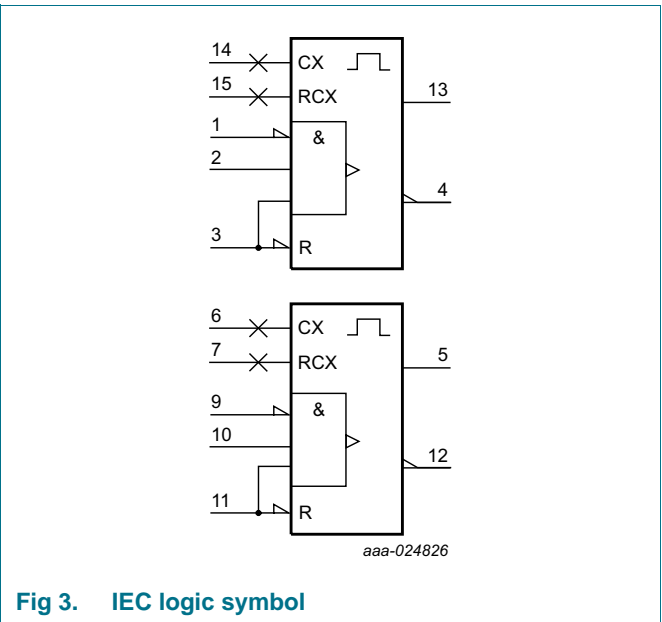 14 CX
15 RCX 13
1 &
2
4
3 R
6 CX
7 RCX 5
9 &
10
12
11 R
aaa-024826
Fig 3. IEC logic symbol